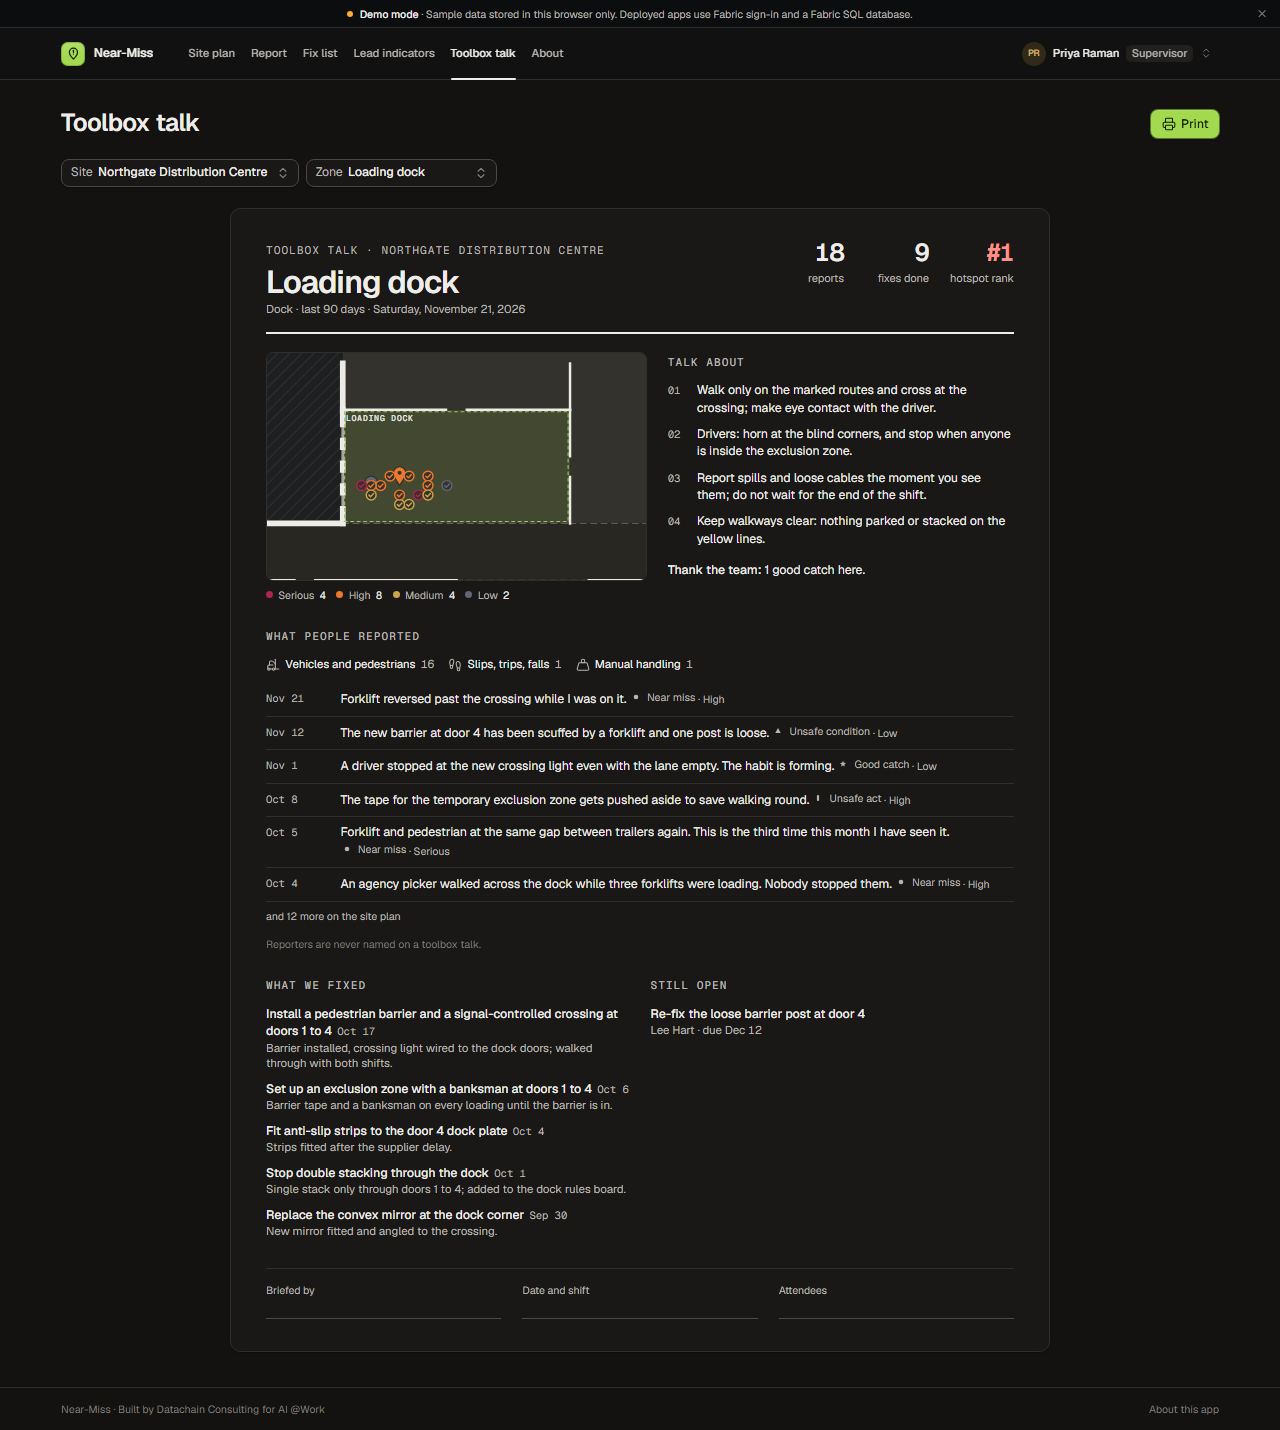 Demo mode · Sample data stored in this browser only. Deployed apps use Fabric sign-in and a Fabric SQL database.
Near-Miss
Site plan
Report
Fix list
Lead indicators
Toolbox talk
About
PR
Priya Raman
Supervisor
Toolbox talk
Print
Site Northgate Distribution Centre
Zone Loading dock
TOOLBOX TALK · NORTHGATE DISTRIBUTION CENTRE
Loading dock
Dock · last 90 days · Saturday, November 21, 2026
18
reports
9
fixes done
#1
hotspot rank
LOADING DOCK
Serious 4
High 8
Medium 4
Low 2
TALK ABOUT
01 Walk only on the marked routes and cross at the
crossing; make eye contact with the driver.
02 Drivers: horn at the blind corners, and stop when anyone
is inside the exclusion zone.
03 Report spills and loose cables the moment you see
them; do not wait for the end of the shift.
04 Keep walkways clear: nothing parked or stacked on the
yellow lines.
Thank the team: 1 good catch here.
WHAT PEOPLE REPORTED
Vehicles and pedestrians 16
Slips, trips, falls 1
Manual handling 1
Nov 21 Forklift reversed past the crossing while I was on it. Near miss · High
Nov 12 The new barrier at door 4 has been scuffed by a forklift and one post is loose. Unsafe condition · Low
Nov 1 A driver stopped at the new crossing light even with the lane empty. The habit is forming. Good catch · Low
Oct 8 The tape for the temporary exclusion zone gets pushed aside to save walking round. Unsafe act · High
Oct 5 Forklift and pedestrian at the same gap between trailers again. This is the third time this month I have seen it.
Near miss · Serious
Oct 4 An agency picker walked across the dock while three forklifts were loading. Nobody stopped them. Near miss · High
and 12 more on the site plan
Reporters are never named on a toolbox talk.
WHAT WE FIXED
Install a pedestrian barrier and a signal-controlled crossing at
doors 1 to 4 Oct 17
Barrier installed, crossing light wired to the dock doors; walked
through with both shifts.
Set up an exclusion zone with a banksman at doors 1 to 4 Oct 6
Barrier tape and a banksman on every loading until the barrier is in.
Fit anti-slip strips to the door 4 dock plate Oct 4
Strips fitted after the supplier delay.
Stop double stacking through the dock Oct 1
Single stack only through doors 1 to 4; added to the dock rules board.
Replace the convex mirror at the dock corner Sep 30
New mirror fitted and angled to the crossing.
STILL OPEN
Re-fix the loose barrier post at door 4
Lee Hart · due Dec 12
Briefed by
Date and shift
Attendees
Near-Miss · Built by Datachain Consulting for AI @Work
About this app